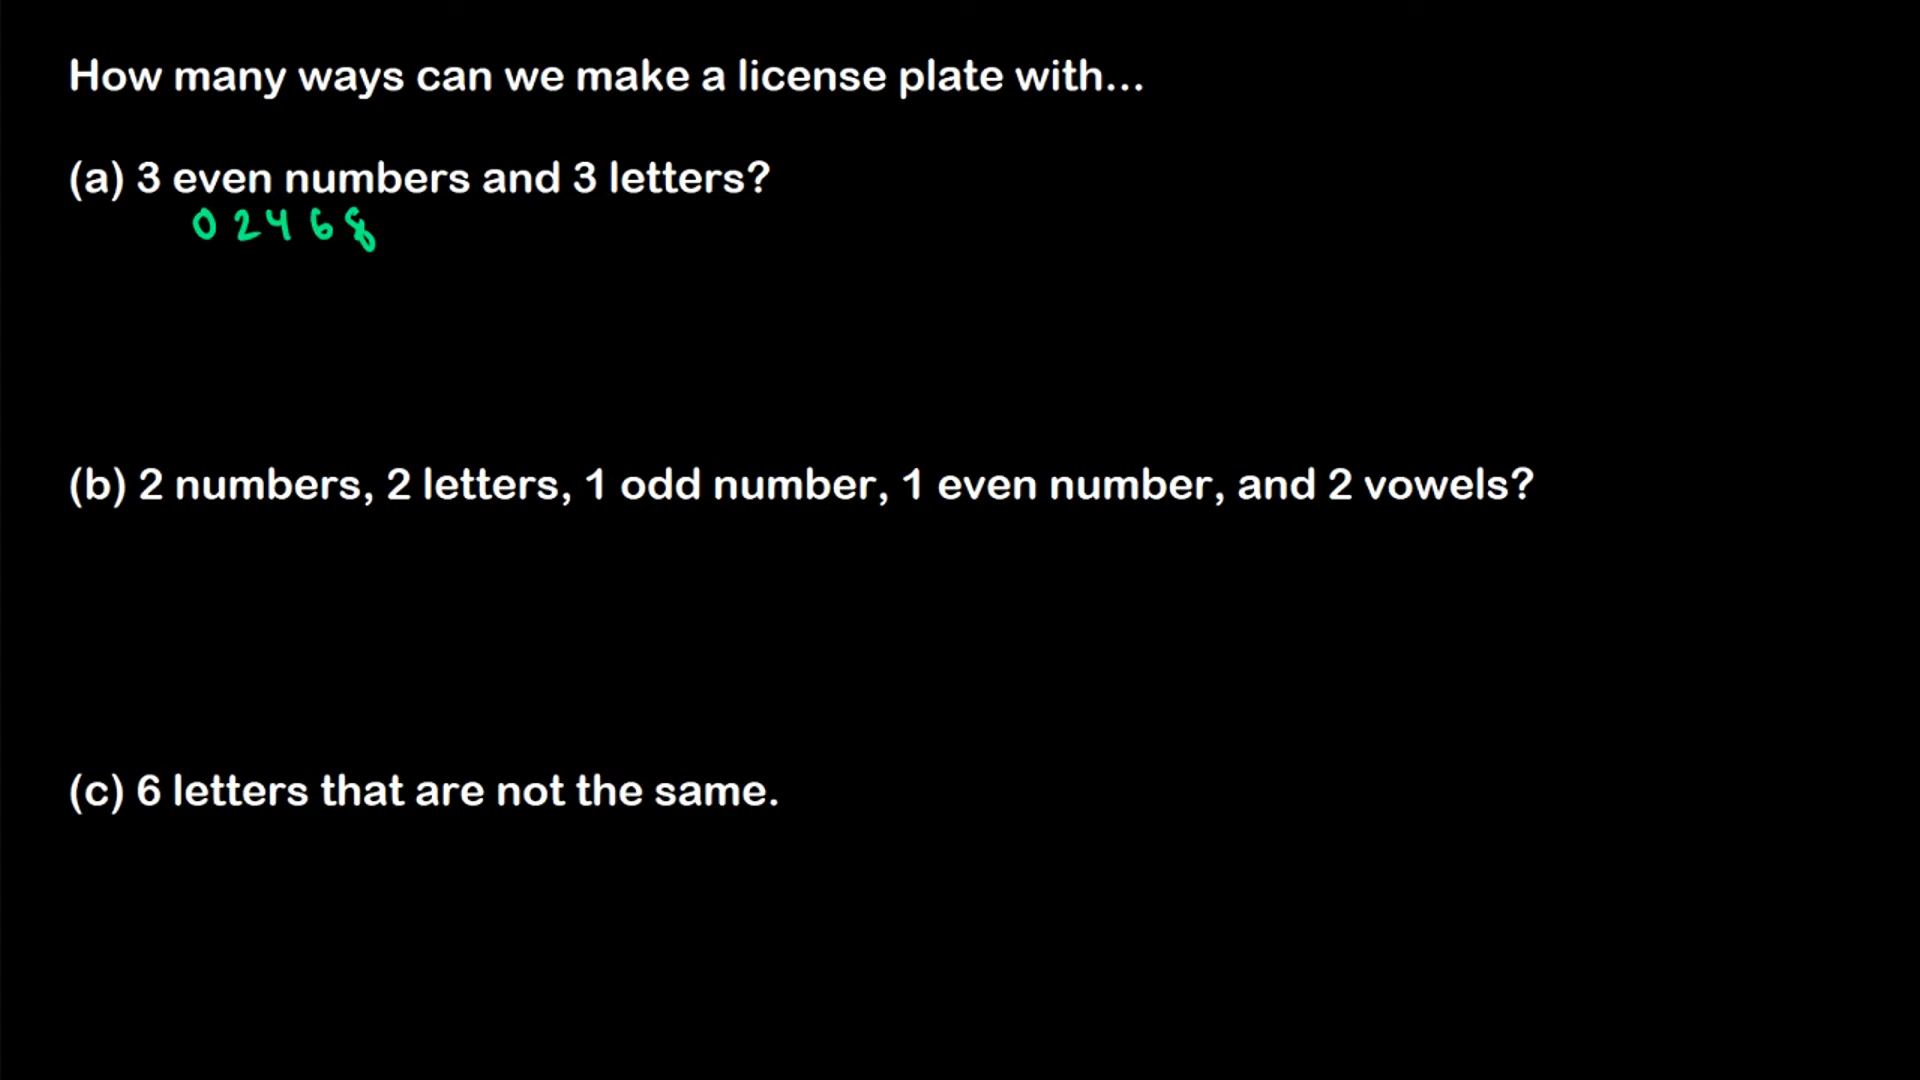 How many ways can we make a license plate with...
(a) 3 even numbers and 3 letters?
0 2 4 6 8
(b) 2 numbers, 2 letters, 1 odd number, 1 even number, and 2 vowels?
(c) 6 letters that are not the same.